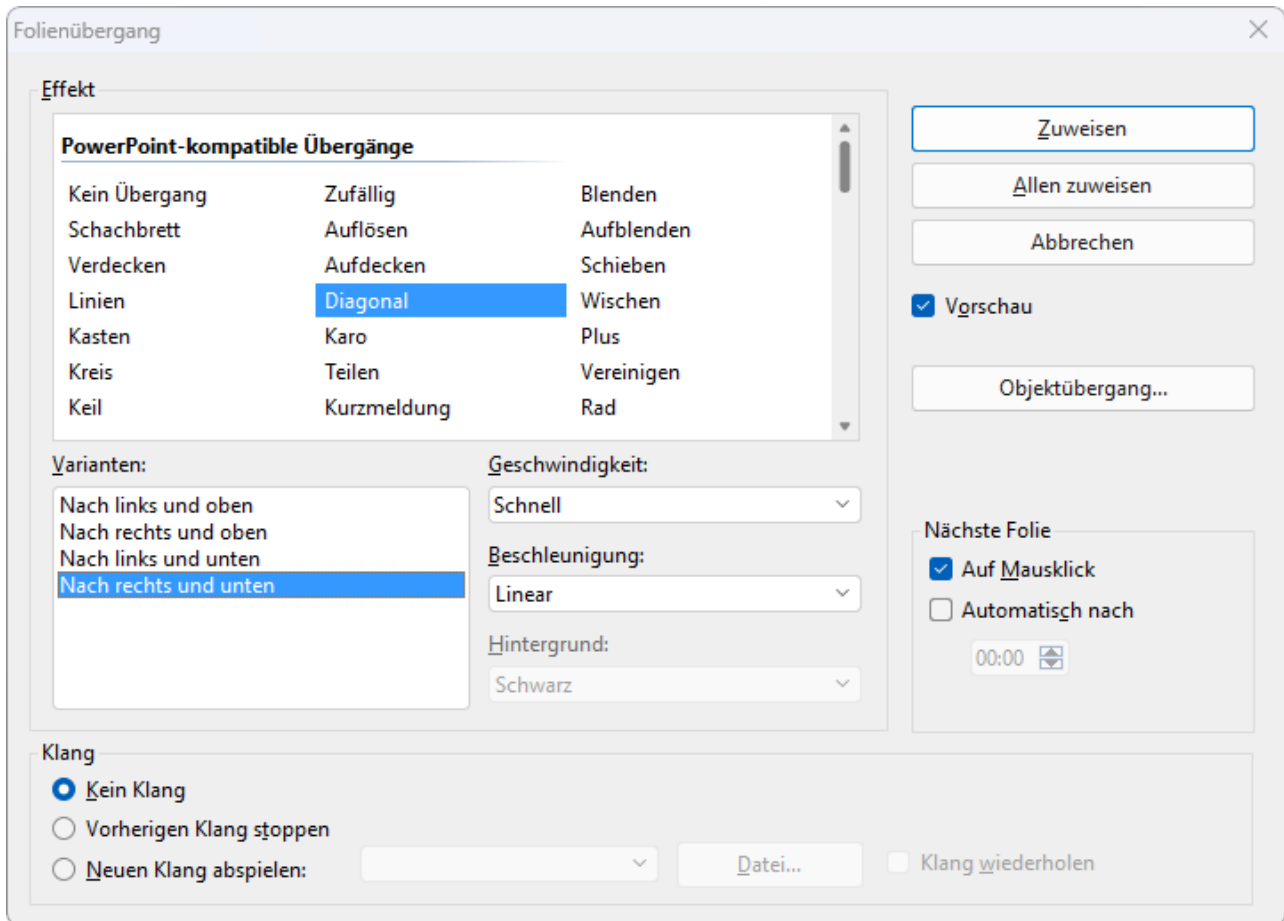 Folienübergang
Effekt
PowerPoint-kompatible Übergänge
Kein Übergang Zufällig Blenden
Schachbrett Auflösen Aufblenden
Verdecken Aufdecken Schieben
Linien Diagonal Wischen
Kasten Karo Plus
Kreis Teilen Vereinigen
Keil Kurzmeldung Rad
Zuweisen
Allen zuweisen
Abbrechen
Vorschau
Objektübergang...
Varianten:
Nach links und oben
Nach rechts und oben
Nach links und unten
Nach rechts und unten
Geschwindigkeit:
Schnell
Beschleunigung:
Linear
Hintergrund:
Schwarz
Nächste Folie
Auf Mausklick
Automatisch nach
00:00
Klang
Kein Klang
Vorherigen Klang stoppen
Neuen Klang abspielen: Datei... Klang wiederholen